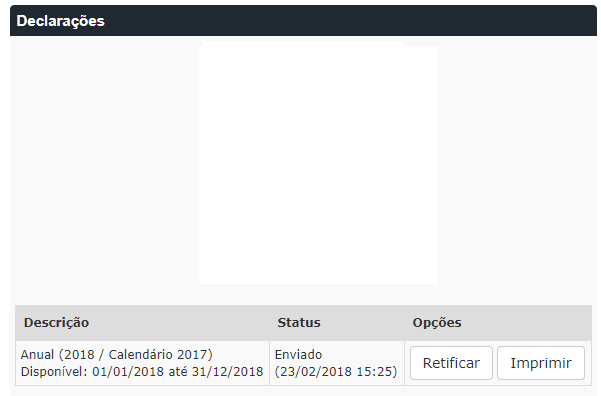 Declarações
Descrição Status Opções
Anual (2018 / Calendário 2017) Enviado Retificar Imprimir
Disponível: 01/01/2018 até 31/12/2018 (23/02/2018 15:25)